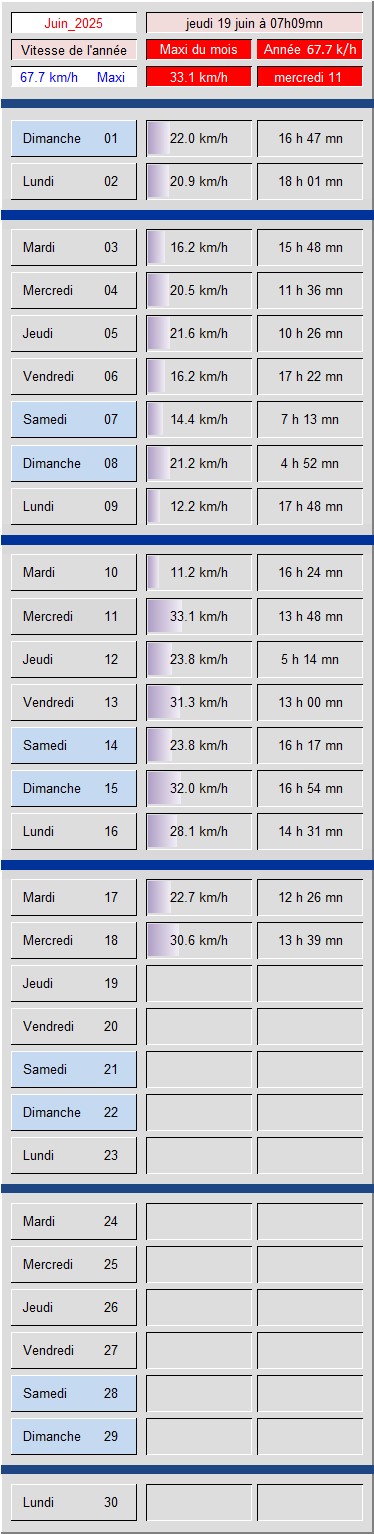 Juin_2025 jeudi 19 juin à 07h09mn
Vitesse de l'année Maxi du mois Année 67.7 k/h
67.7 km/h Maxi 33.1 km/h mercredi 11
Dimanche 01 22.0 km/h 16 h 47 mn
Lundi 02 20.9 km/h 18 h 01 mn
Mardi 03 16.2 km/h 15 h 48 mn
Mercredi 04 20.5 km/h 11 h 36 mn
Jeudi 05 21.6 km/h 10 h 26 mn
Vendredi 06 16.2 km/h 17 h 22 mn
Samedi 07 14.4 km/h 7 h 13 mn
Dimanche 08 21.2 km/h 4 h 52 mn
Lundi 09 12.2 km/h 17 h 48 mn
Mardi 10 11.2 km/h 16 h 24 mn
Mercredi 11 33.1 km/h 13 h 48 mn
Jeudi 12 23.8 km/h 5 h 14 mn
Vendredi 13 31.3 km/h 13 h 00 mn
Samedi 14 23.8 km/h 16 h 17 mn
Dimanche 15 32.0 km/h 16 h 54 mn
Lundi 16 28.1 km/h 14 h 31 mn
Mardi 17 22.7 km/h 12 h 26 mn
Mercredi 18 30.6 km/h 13 h 39 mn
Jeudi 19
Vendredi 20
Samedi 21
Dimanche 22
Lundi 23
Mardi 24
Mercredi 25
Jeudi 26
Vendredi 27
Samedi 28
Dimanche 29
Lundi 30